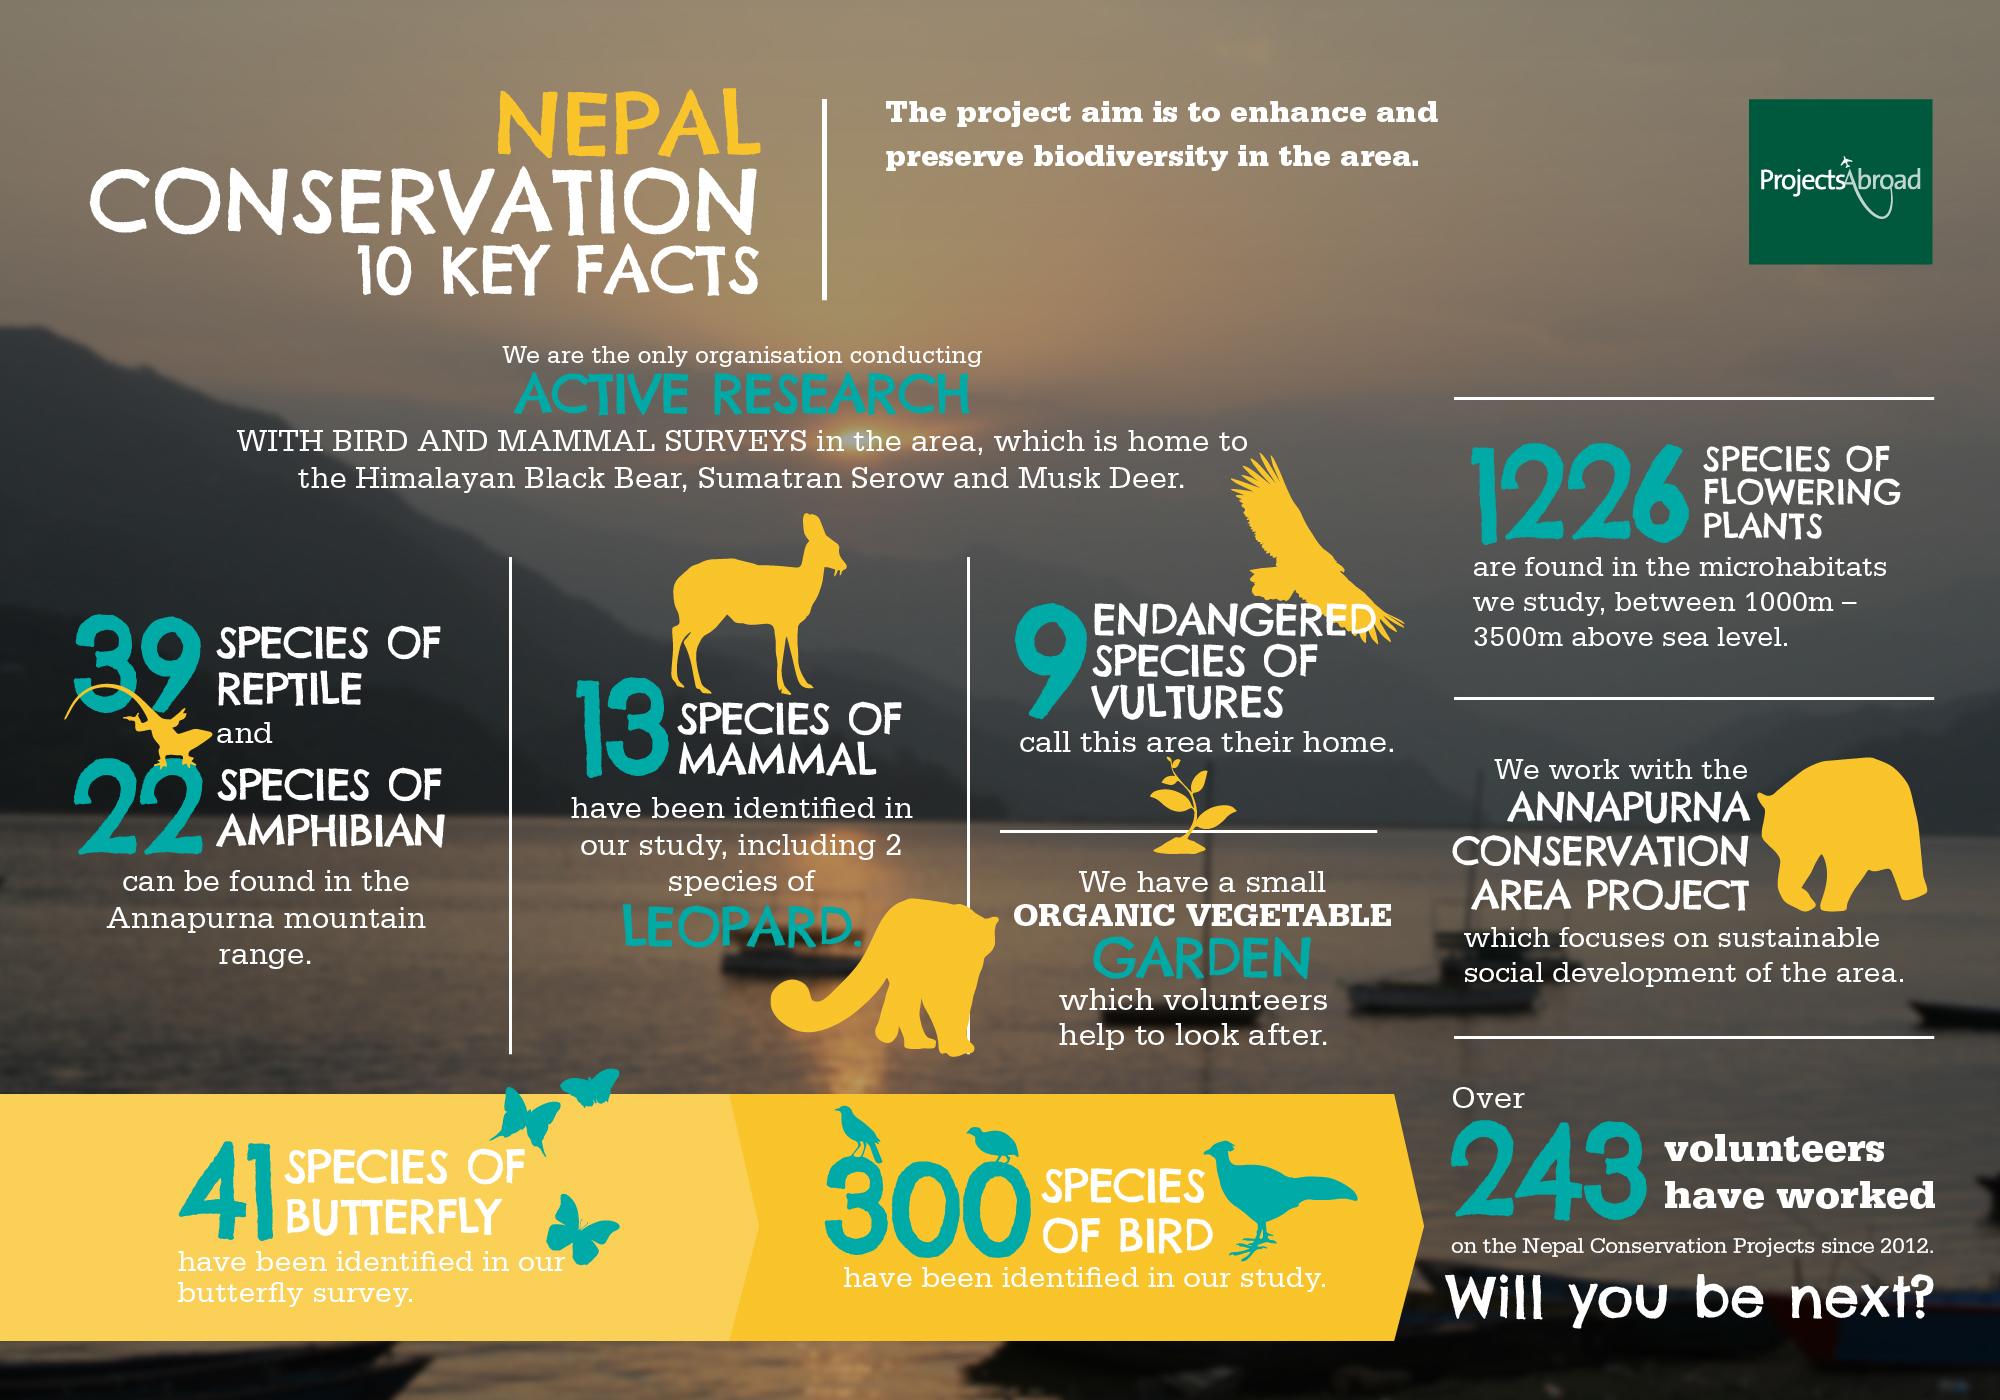 NEPAL
CONSERVATION
10 KEY FACTS
The project aim is to enhance and
preserve biodiversity in the area.
ProjectsAbroad
We are the only organisation conducting
ACTIVE RESEARCH
WITH BIRD AND MAMMAL SURVEYS in the area, which is home to
the Himalayan Black Bear, Sumatran Serow and Musk Deer.
39 SPECIES OF
REPTILE
and
22 SPECIES OF
AMPHIBIAN
can be found in the
Annapurna mountain
range.
13 SPECIES OF
MAMMAL
have been identified in
our study, including 2
species of
LEOPARD.
9 ENDANGERED
SPECIES OF
VULTURES
call this area their home.
We have a small
ORGANIC VEGETABLE
GARDEN
which volunteers
help to look after.
1226 SPECIES OF
FLOWERING
PLANTS
are found in the microhabitats
we study, between 1000m –
3500m above sea level.
We work with the
ANNAPURNA
CONSERVATION
AREA PROJECT
which focuses on sustainable
social development of the area.
41 SPECIES OF
BUTTERFLY
have been identified in our
butterfly survey.
300 SPECIES
OF BIRD
have been identified in our study.
Over
243 volunteers
have worked
on the Nepal Conservation Projects since 2012.
Will you be next?